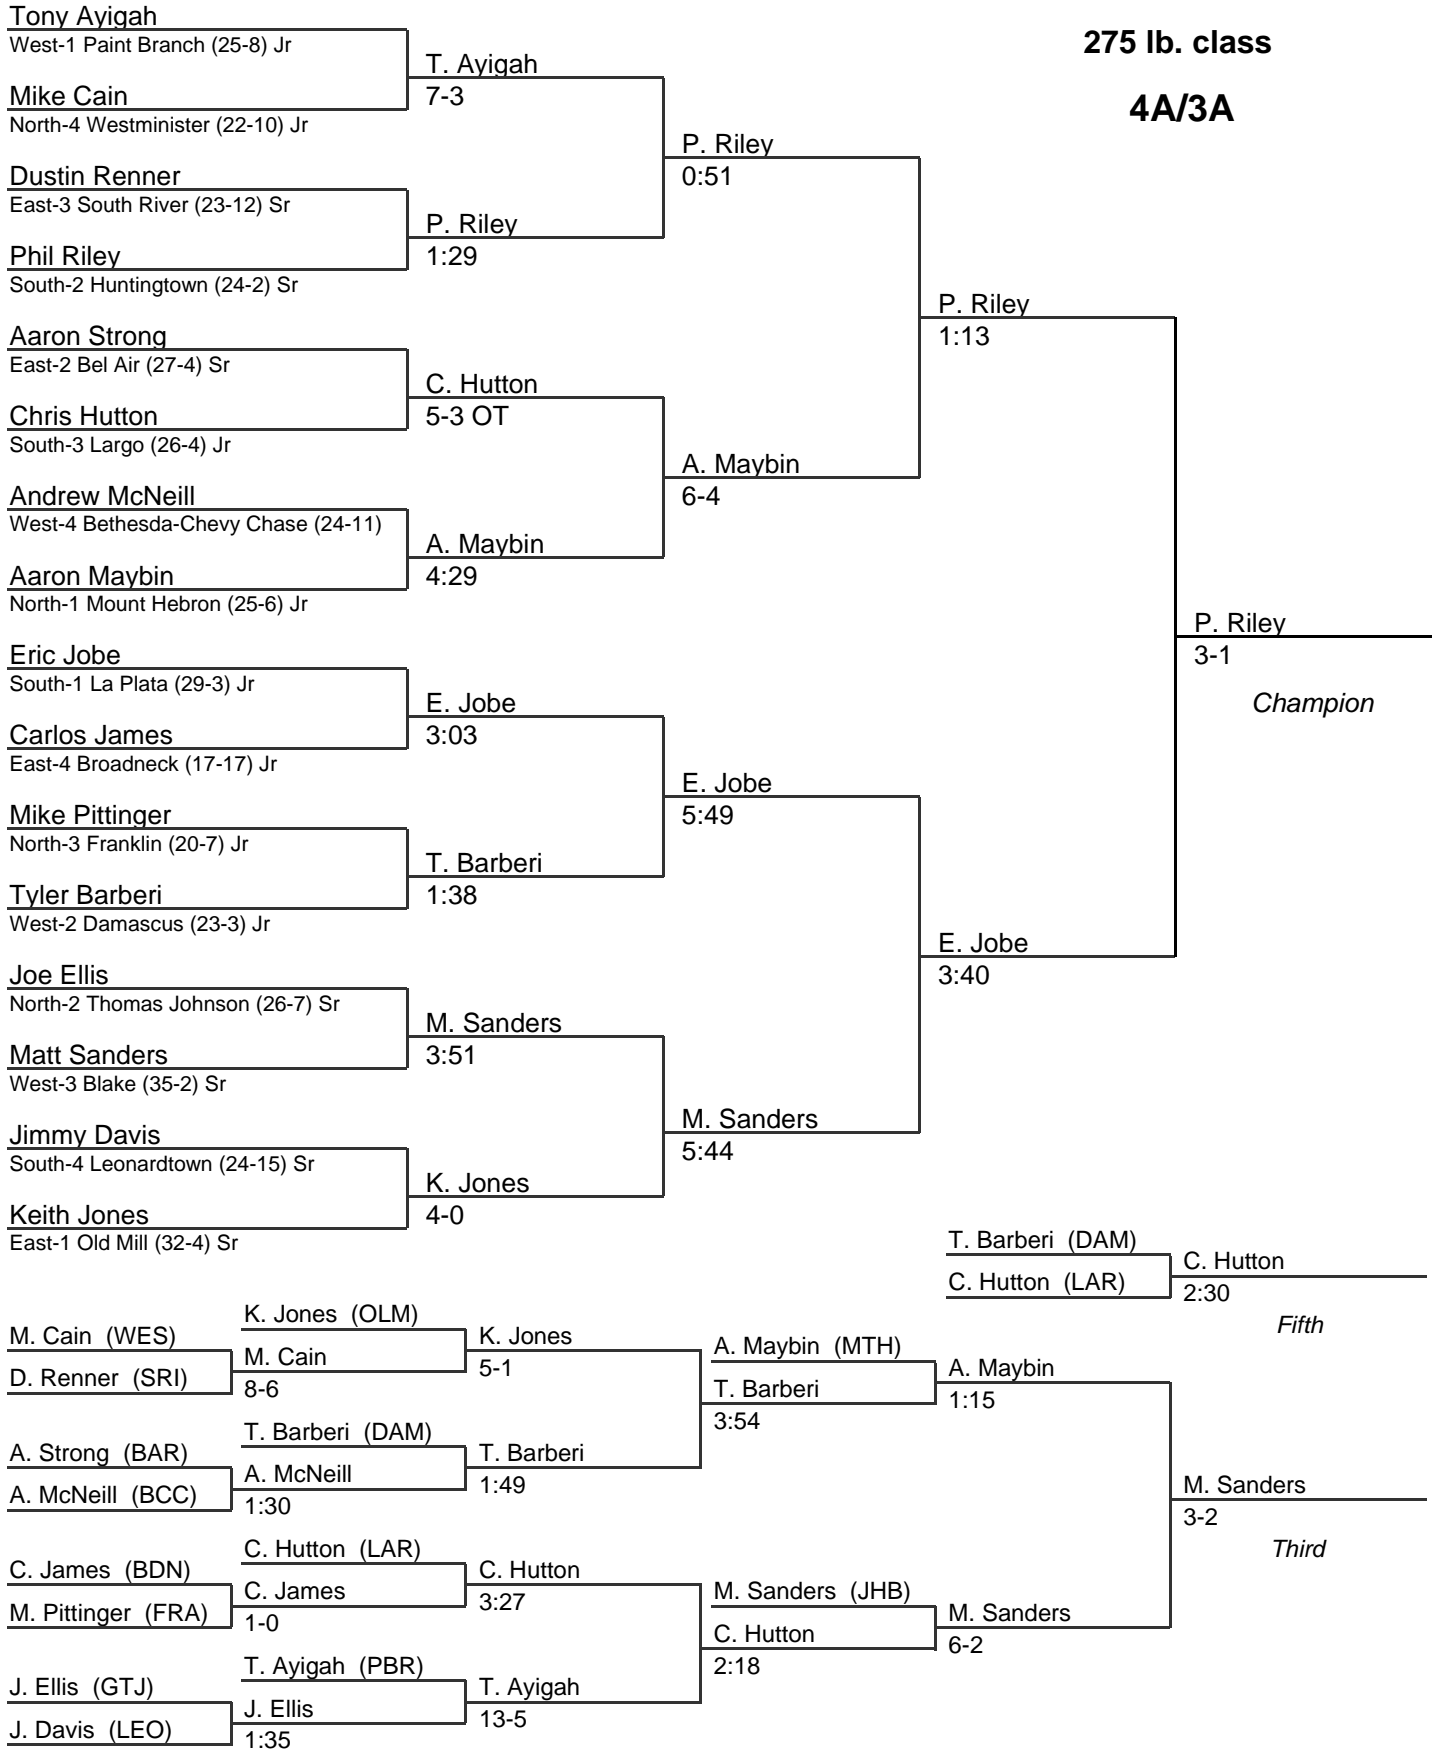 275 lb. class
4A/3A
Tony Ayigah
West-1 Paint Branch (25-8) Jr
T. Ayigah
7-3
Mike Cain
North-4 Westminister (22-10) Jr
P. Riley
0:51
Dustin Renner
East-3 South River (23-12) Sr
P. Riley
1:29
Phil Riley
South-2 Huntingtown (24-2) Sr
P. Riley
1:13
Aaron Strong
East-2 Bel Air (27-4) Sr
C. Hutton
5-3 OT
Chris Hutton
South-3 Largo (26-4) Jr
A. Maybin
6-4
Andrew McNeill
West-4 Bethesda-Chevy Chase (24-11)
A. Maybin
4:29
Aaron Maybin
North-1 Mount Hebron (25-6) Jr
P. Riley
3-1
Champion
Eric Jobe
South-1 La Plata (29-3) Jr
E. Jobe
3:03
Carlos James
East-4 Broadneck (17-17) Jr
E. Jobe
5:49
Mike Pittinger
North-3 Franklin (20-7) Jr
T. Barberi
1:38
Tyler Barberi
West-2 Damascus (23-3) Jr
E. Jobe
3:40
Joe Ellis
North-2 Thomas Johnson (26-7) Sr
M. Sanders
3:51
Matt Sanders
West-3 Blake (35-2) Sr
M. Sanders
5:44
Jimmy Davis
South-4 Leonardtown (24-15) Sr
K. Jones
4-0
Keith Jones
East-1 Old Mill (32-4) Sr
T. Barberi (DAM)
C. Hutton (LAR)
C. Hutton
2:30
Fifth
M. Cain (WES)
D. Renner (SRI)
K. Jones (OLM)
M. Cain
8-6
K. Jones
5-1
A. Strong (BAR)
A. McNeill (BCC)
T. Barberi (DAM)
A. McNeill
1:30
T. Barberi
1:49
A. Maybin (MTH)
T. Barberi
3:54
A. Maybin
1:15
C. James (BDN)
M. Pittinger (FRA)
C. Hutton (LAR)
C. James
1-0
C. Hutton
3:27
J. Ellis (GTJ)
J. Davis (LEO)
T. Ayigah (PBR)
J. Ellis
1:35
T. Ayigah
13-5
M. Sanders (JHB)
C. Hutton
2:18
M. Sanders
6-2
M. Sanders
3-2
Third